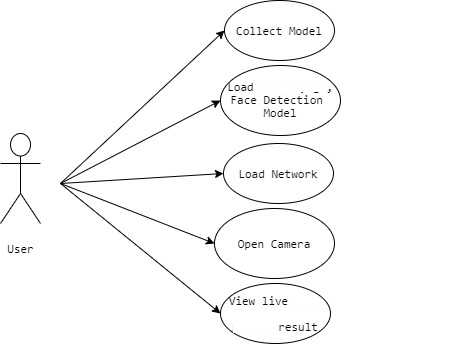 Collect Model
Load
Face Detection
Model
Load Network
Open Camera
User
View live
result